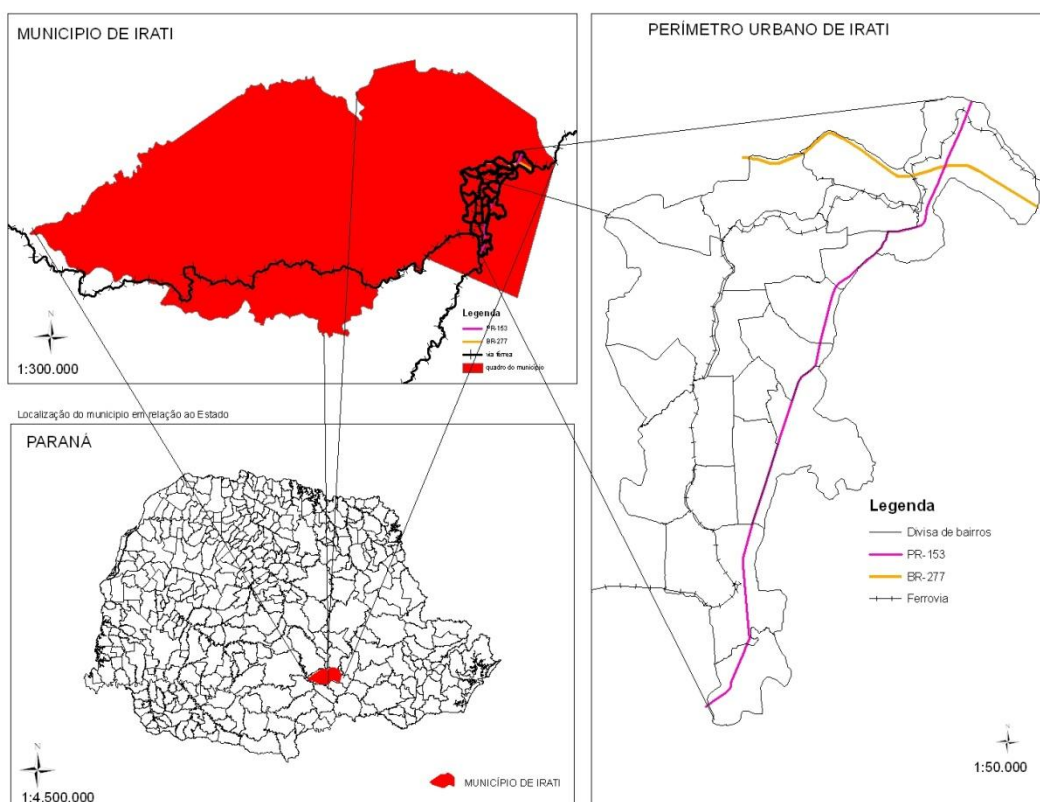 MUNICIPIO DE IRATI
N
1:300.000
Legenda
PR-153
BR-277
via férrea
quadro do município
Localização do municipio em relação ao Estado
PARANÁ
N
1:4.500.000
MUNICÍPIO DE IRATI
PERÍMETRO URBANO DE IRATI
Legenda
Divisa de bairros
PR-153
BR-277
Ferrovia
N
1:50.000